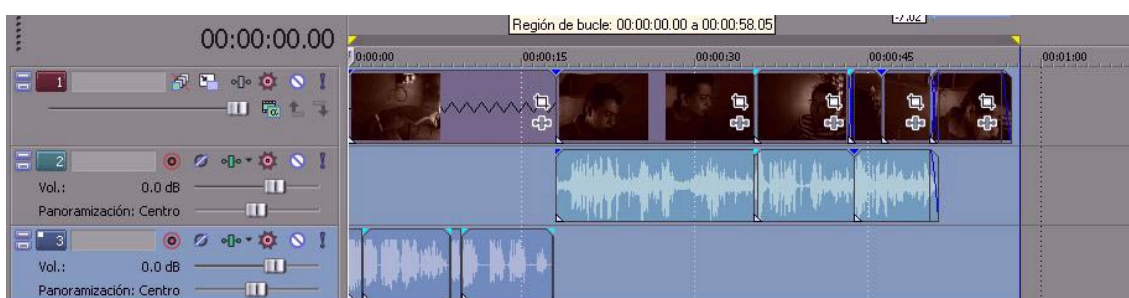 Región de bucle: 00:00:00.00 a 00:00:58.05
00:00:00.00
0:00:00 00:00:15 00:00:30 00:00:45 00:01:00
1
2
Vol.: 0.0 dB
Panoramización: Centro
3
Vol.: 0.0 dB
Panoramización: Centro